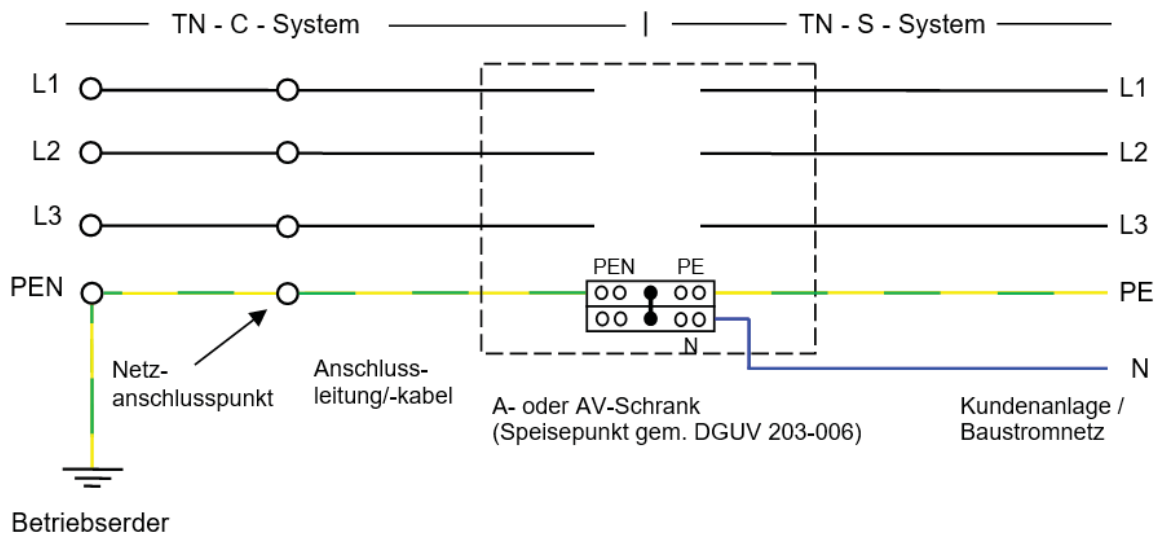 TN - C - System
TN - S - System
L1
L1
L2
L2
L3
L3
PEN
PE
PEN
PE
N
N
Netz-
anschlusspunkt
Anschluss-
leitung/-kabel
A- oder AV-Schrank
(Speisepunkt gem. DGUV 203-006)
Kundenanlage /
Baustromnetz
Betriebserder